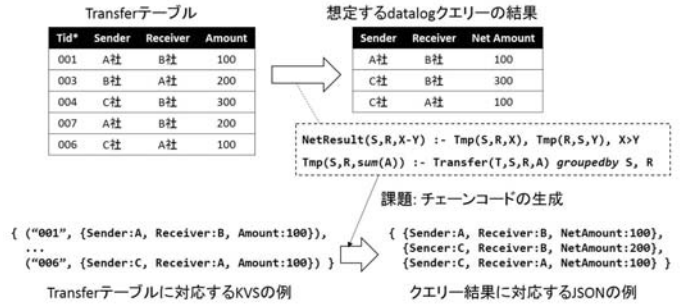 Transferテーブル
想定するdatalogクエリーの結果
Tid* Sender Receiver Amount
001 A社 B社 100
003 B社 A社 200
004 C社 B社 300
007 A社 B社 200
006 C社 A社 100
Sender Receiver Net Amount
A社 B社 100
C社 B社 300
C社 A社 100
NetResult(S,R,X-Y) :- Tmp(S,R,X), Tmp(R,S,Y), X>Y
Tmp(S,R,sum(A)) :- Transfer(T,S,R,A) groupedby S, R
課題: チェーンコードの生成
{ (“001”, {Sender:A, Receiver:B, Amount:100}),
...
(“006”, {Sender:C, Receiver:A, Amount:100}) }
{ {Sender:A, Receiver:B, NetAmount:100},
{Sencer:C, Receiver:B, NetAmount:200},
{Sender:C, Receiver:A, NetAmount:100} }
Transferテーブルに対応するKVSの例
クエリー結果に対応するJSONの例